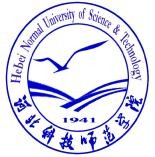 Hebei Normal University of Science & Technology
1941
河北科技师范学院